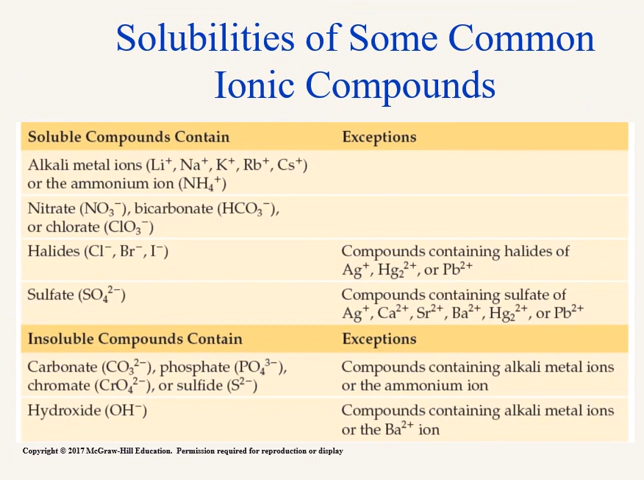 Solubilities of Some Common
Ionic Compounds
Soluble Compounds Contain Exceptions
Alkali metal ions (Li⁺, Na⁺, K⁺, Rb⁺, Cs⁺)
or the ammonium ion (NH₄⁺)
Nitrate (NO₃⁻), bicarbonate (HCO₃⁻),
or chlorate (ClO₃⁻)
Halides (Cl⁻, Br⁻, I⁻) Compounds containing halides of
Ag⁺, Hg₂²⁺, or Pb²⁺
Sulfate (SO₄²⁻) Compounds containing sulfate of
Ag⁺, Ca²⁺, Sr²⁺, Ba²⁺, Hg₂²⁺, or Pb²⁺
Insoluble Compounds Contain Exceptions
Carbonate (CO₃²⁻), phosphate (PO₄³⁻), Compounds containing alkali metal ions
chromate (CrO₄²⁻), or sulfide (S²⁻) or the ammonium ion
Hydroxide (OH⁻) Compounds containing alkali metal ions
or the Ba²⁺ ion
Copyright © 2017 McGraw-Hill Education. Permission required for reproduction or display